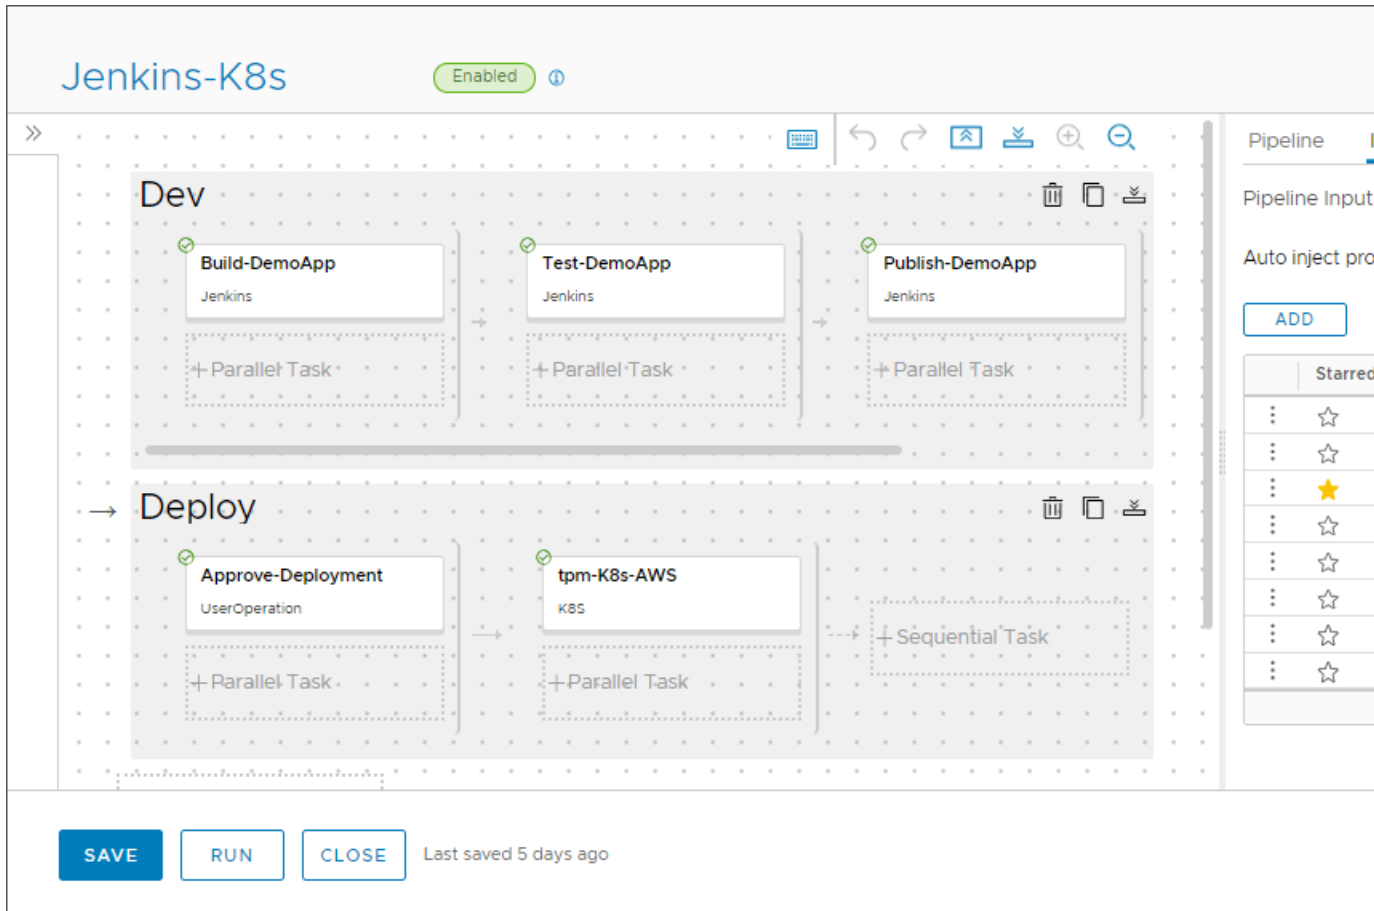 Jenkins-K8s
Enabled
Pipeline
Pipeline Input
Auto inject pro
ADD
Starred
Dev
Build-DemoApp
Jenkins
+ Parallel Task
Test-DemoApp
Jenkins
+ Parallel Task
Publish-DemoApp
Jenkins
+ Parallel Task
Deploy
Approve-Deployment
UserOperation
+ Parallel Task
tpm-K8s-AWS
K8S
+ Parallel Task
+ Sequential Task
SAVE
RUN
CLOSE
Last saved 5 days ago